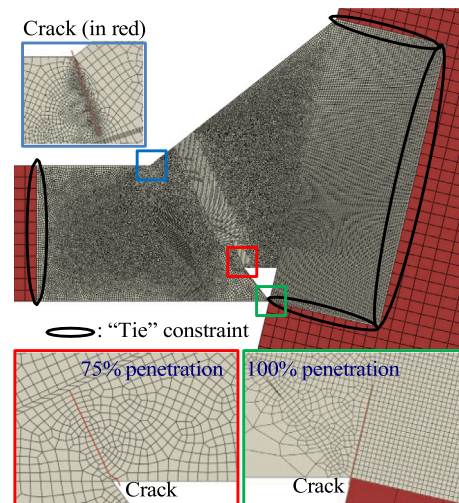 Crack (in red)
: “Tie” constraint
75% penetration
100% penetration
Crack
Crack